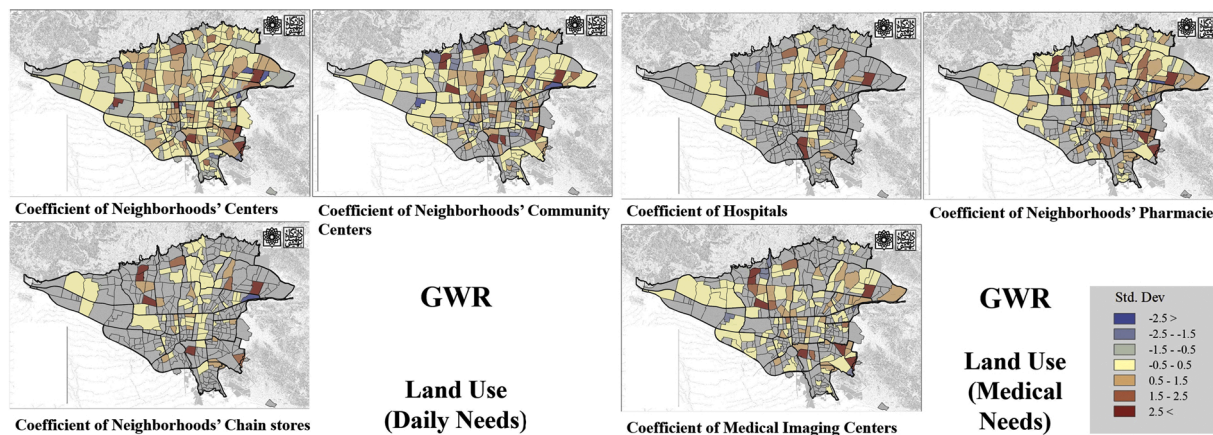 Coefficient of Neighborhoods' Centers
Coefficient of Neighborhoods' Community
Centers
Coefficient of Neighborhoods' Chain stores
GWR
Land Use
(Daily Needs)
Coefficient of Hospitals
Coefficient of Neighborhoods' Pharmacie
Coefficient of Medical Imaging Centers
GWR
Land Use
(Medical
Needs)
Std. Dev
-2.5 >
-2.5 - -1.5
-1.5 - -0.5
-0.5 - 0.5
0.5 - 1.5
1.5 - 2.5
2.5 <